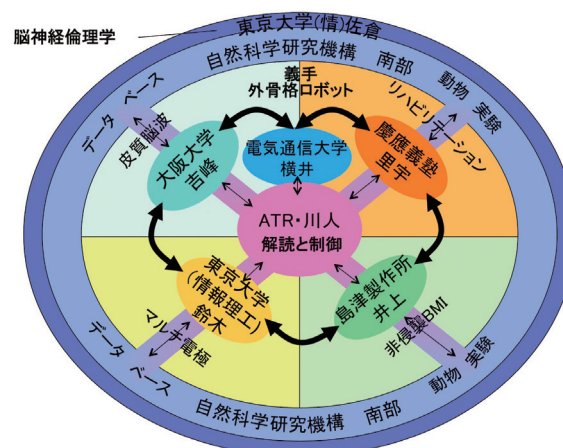 東京大学(情)佐倉
脳神経倫理学
自然科学研究機構 南部
データ ベース
動物 実験
義手
外骨格ロボット
皮質脳波
リハビリテーション
大阪大学
吉峰
電気通信大学
横井
慶應義塾
里宇
ATR・川人
解読と制御
東京大学
(情報理工)
鈴木
島津製作所
井上
マルチ電極
非侵襲BMI
データ ベース
動物 実験
自然科学研究機構 南部